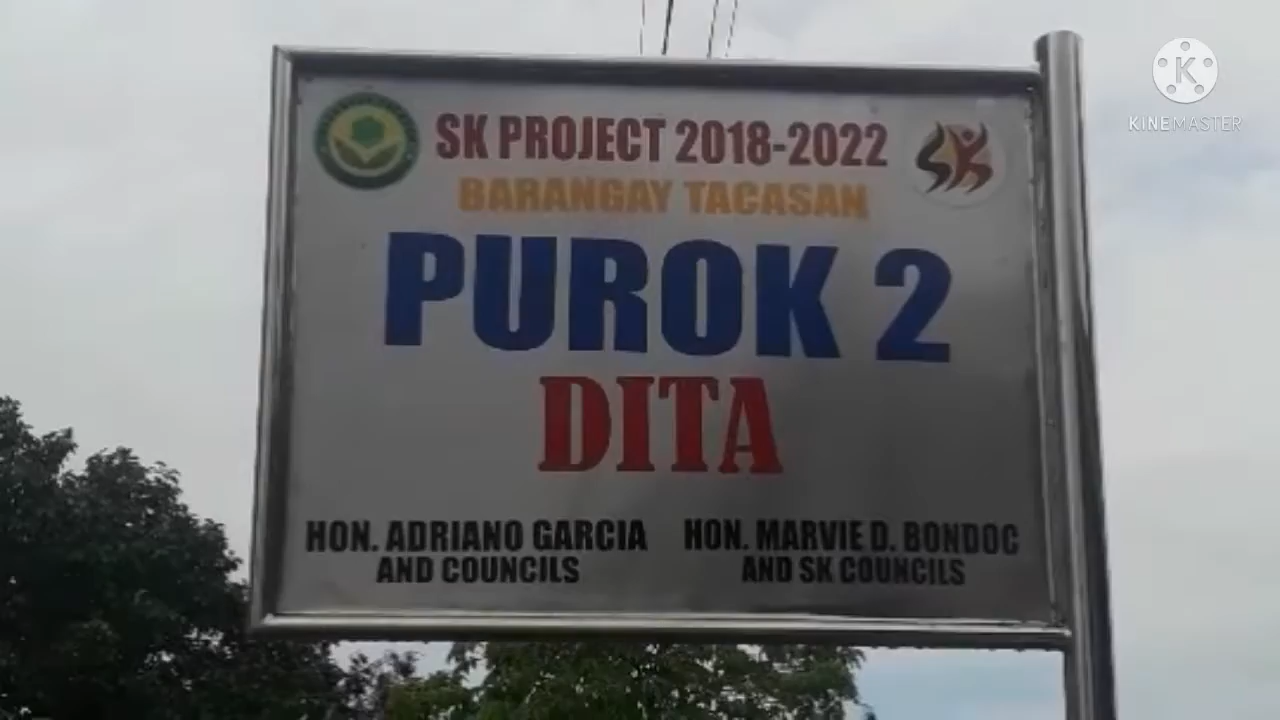 SK PROJECT 2018-2022
BARANGAY TACASAN
PUROK 2
DITA
HON. ADRIANO GARCIA
AND COUNCILS
HON. MARVIE D. BONDOC
AND SK COUNCILS
K
KINEMASTER
SK